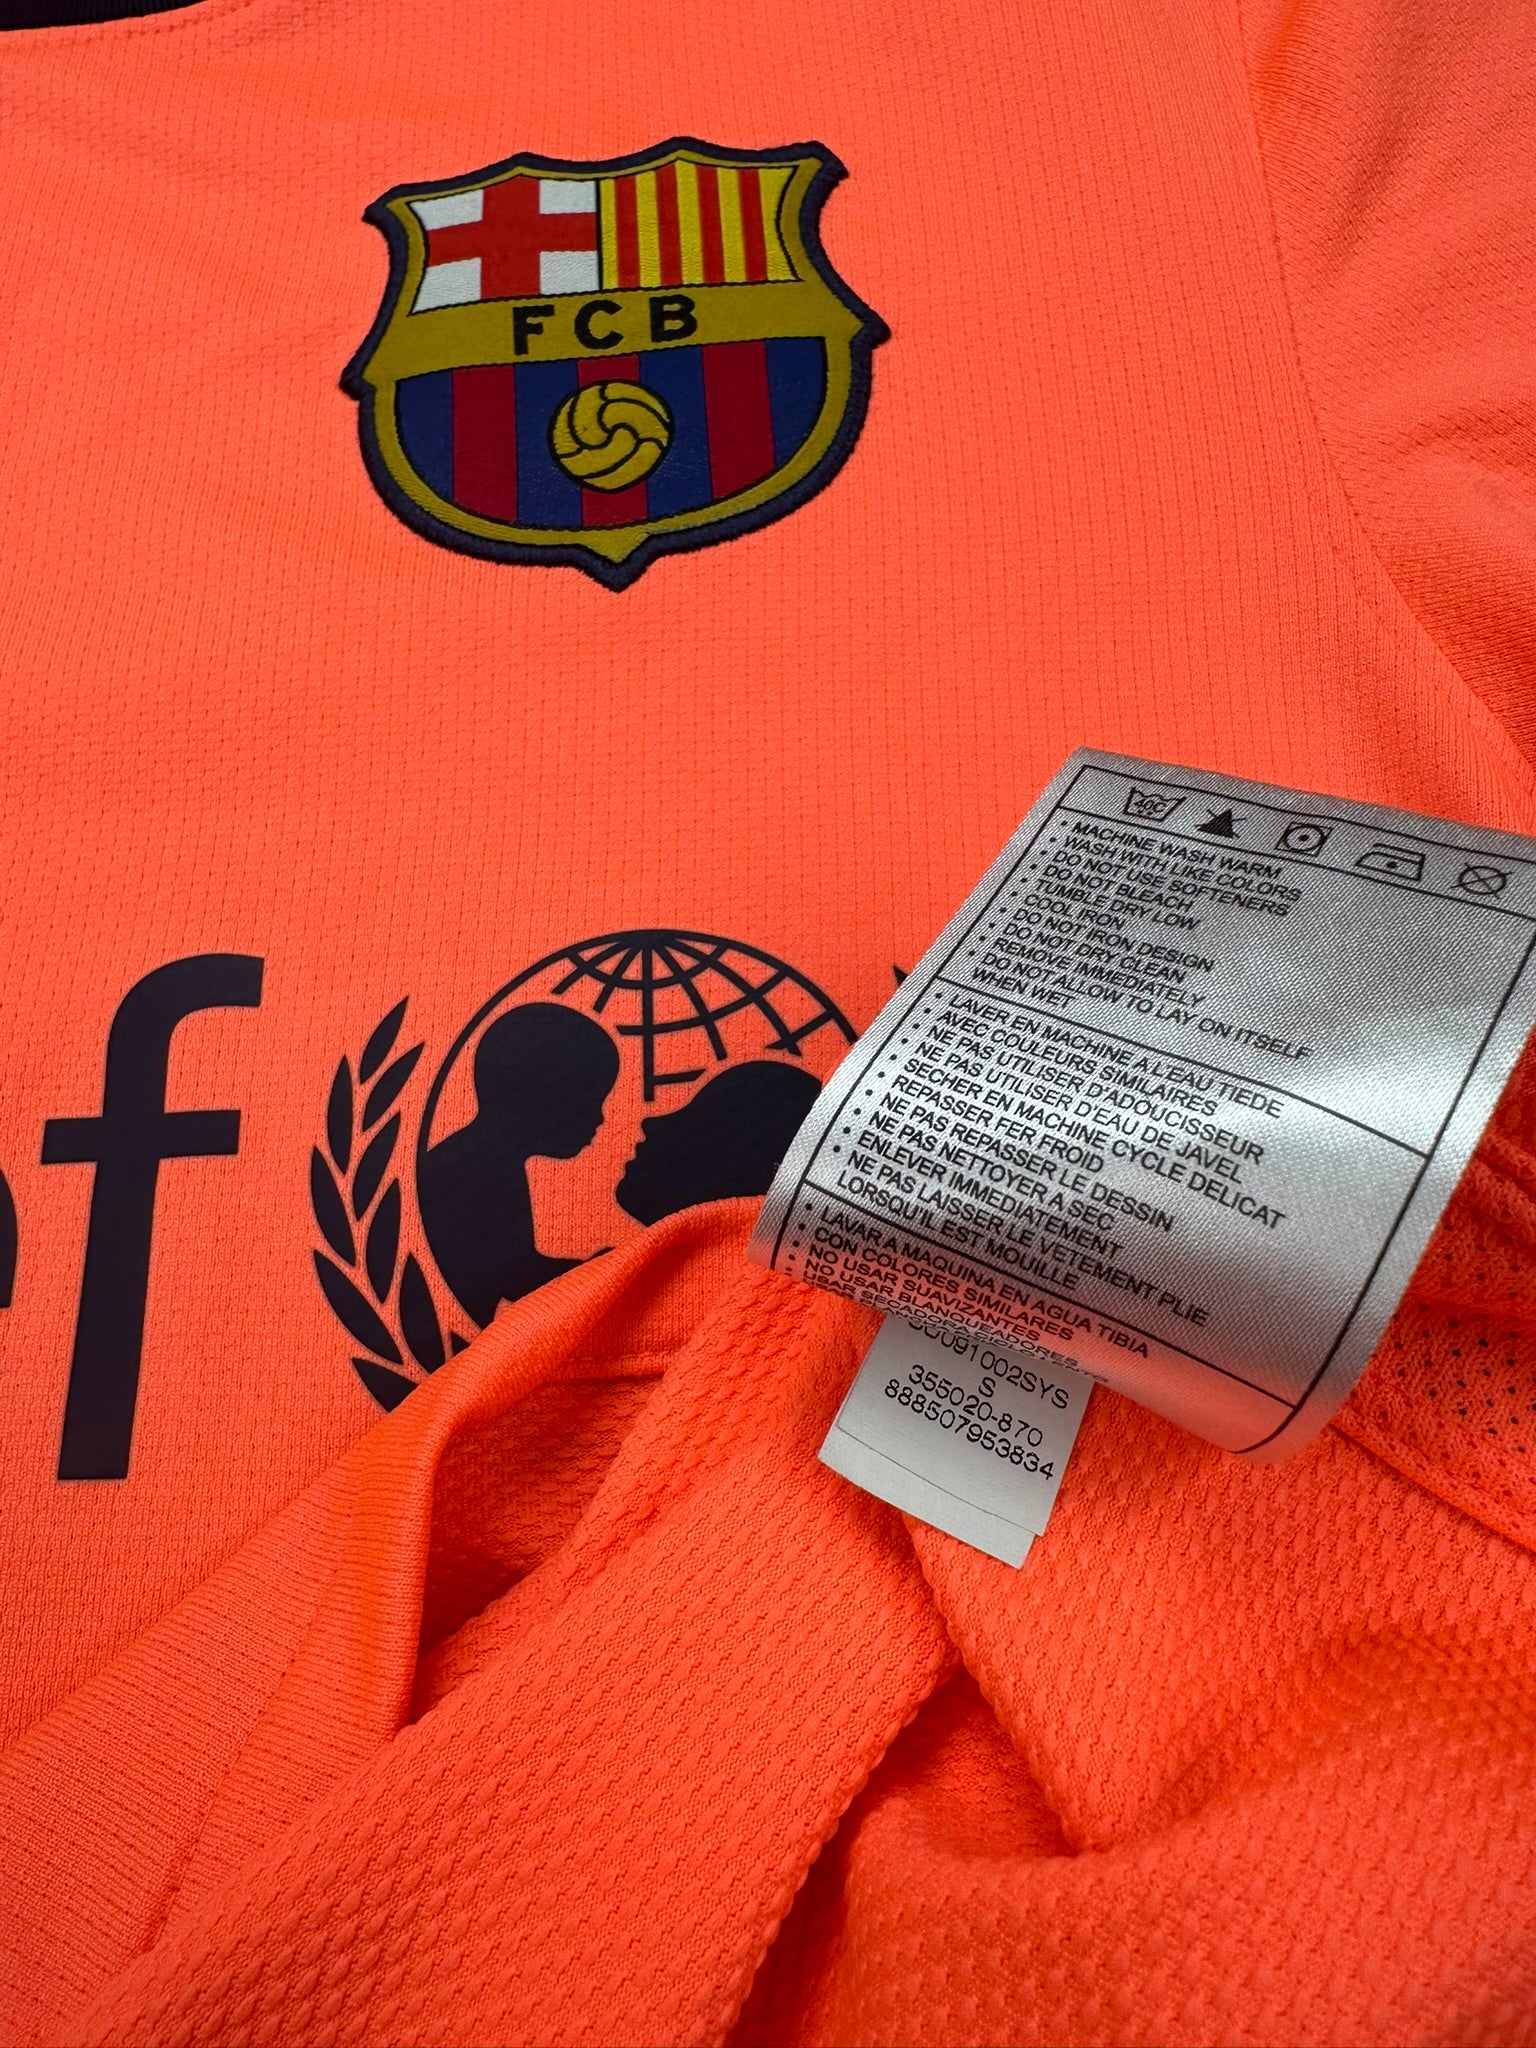 FCB
ef
40C
• MACHINE WASH WARM
• WASH WITH LIKE COLORS
• DO NOT USE SOFTENERS
• DO NOT BLEACH
• TUMBLE DRY LOW
• COOL IRON
• DO NOT IRON DESIGN
• DO NOT DRY CLEAN
• REMOVE IMMEDIATELY
• DO NOT ALLOW TO LAY ON ITSELF
WHEN WET
• LAVER EN MACHINE A L'EAU TIEDE
• AVEC COULEURS SIMILAIRES
• NE PAS UTILISER D'ADOUCISSEUR
• NE PAS UTILISER D'EAU DE JAVEL
• SECHER EN MACHINE CYCLE DELICAT
• REPASSER FER FROID
• NE PAS REPASSER LE DESSIN
• NE PAS NETTOYER A SEC
• ENLEVER IMMEDIATEMENT
• NE PAS LAISSER LE VETEMENT PLIE
LORSQU'IL EST MOUILLE
• LAVAR A MAQUINA EN AGUA TIBIA
• CON COLORES SIMILARES
• NO USAR SUAVIZANTES
• NO USAR BLANQUEADORES
USAR SECADORA CICLO LENTO
091002SYS
S
355020-870
888507953834